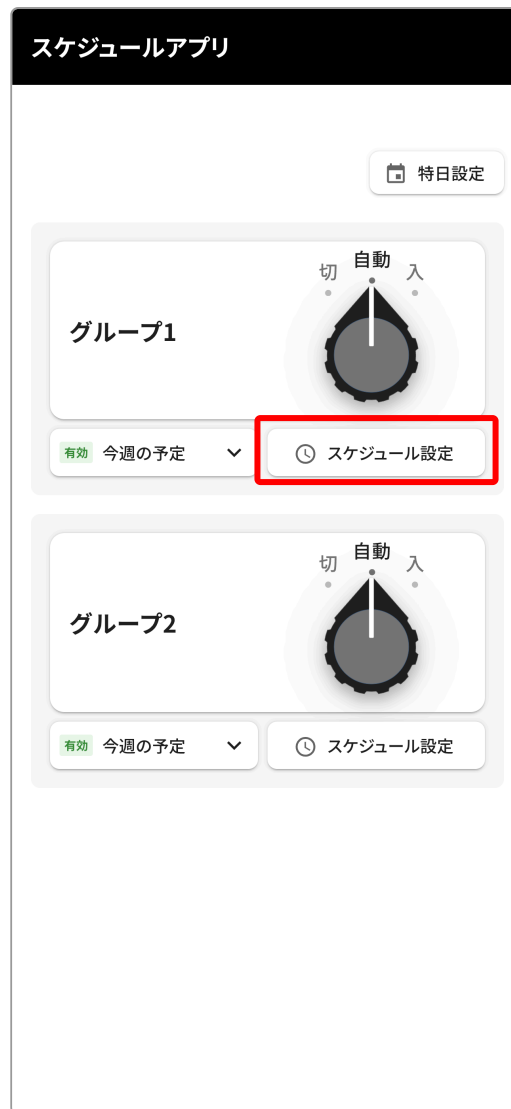 スケジュールアプリ
特日設定
切 自動 入
グループ1
有効 今週の予定
スケジュール設定
切 自動 入
グループ2
有効 今週の予定
スケジュール設定